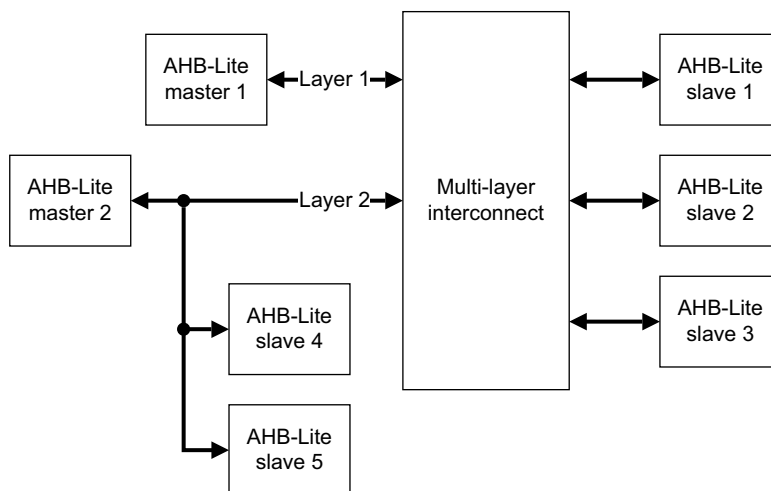 AHB-Lite
master 1
Layer 1
AHB-Lite
slave 1
AHB-Lite
master 2
Layer 2
Multi-layer
interconnect
AHB-Lite
slave 2
AHB-Lite
slave 4
AHB-Lite
slave 3
AHB-Lite
slave 5